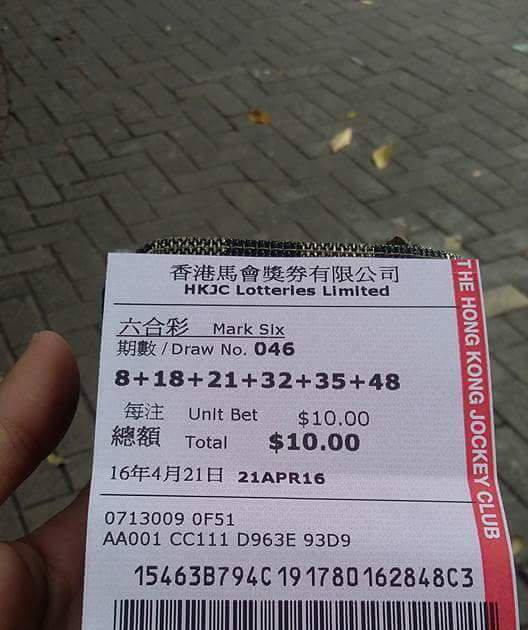 香港馬會獎券有限公司
HKJC Lotteries Limited
六合彩 Mark Six
期數 / Draw No. 046
8+18+21+32+35+48
每注 Unit Bet $10.00
總額 Total $10.00
16年4月21日 21APR16
0713009 0F51
AA001 CC111 D963E 93D9
15463B794C 191780 162848C3
THE HONG KONG JOCKEY CLUB